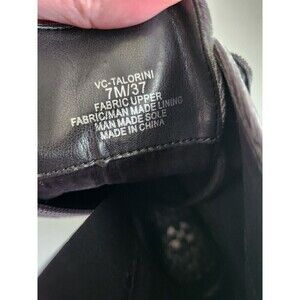 VC-TALORINI
7M/37
FABRIC UPPER
FABRIC/MAN MADE LINING
MAN MADE SOLE
MADE IN CHINA